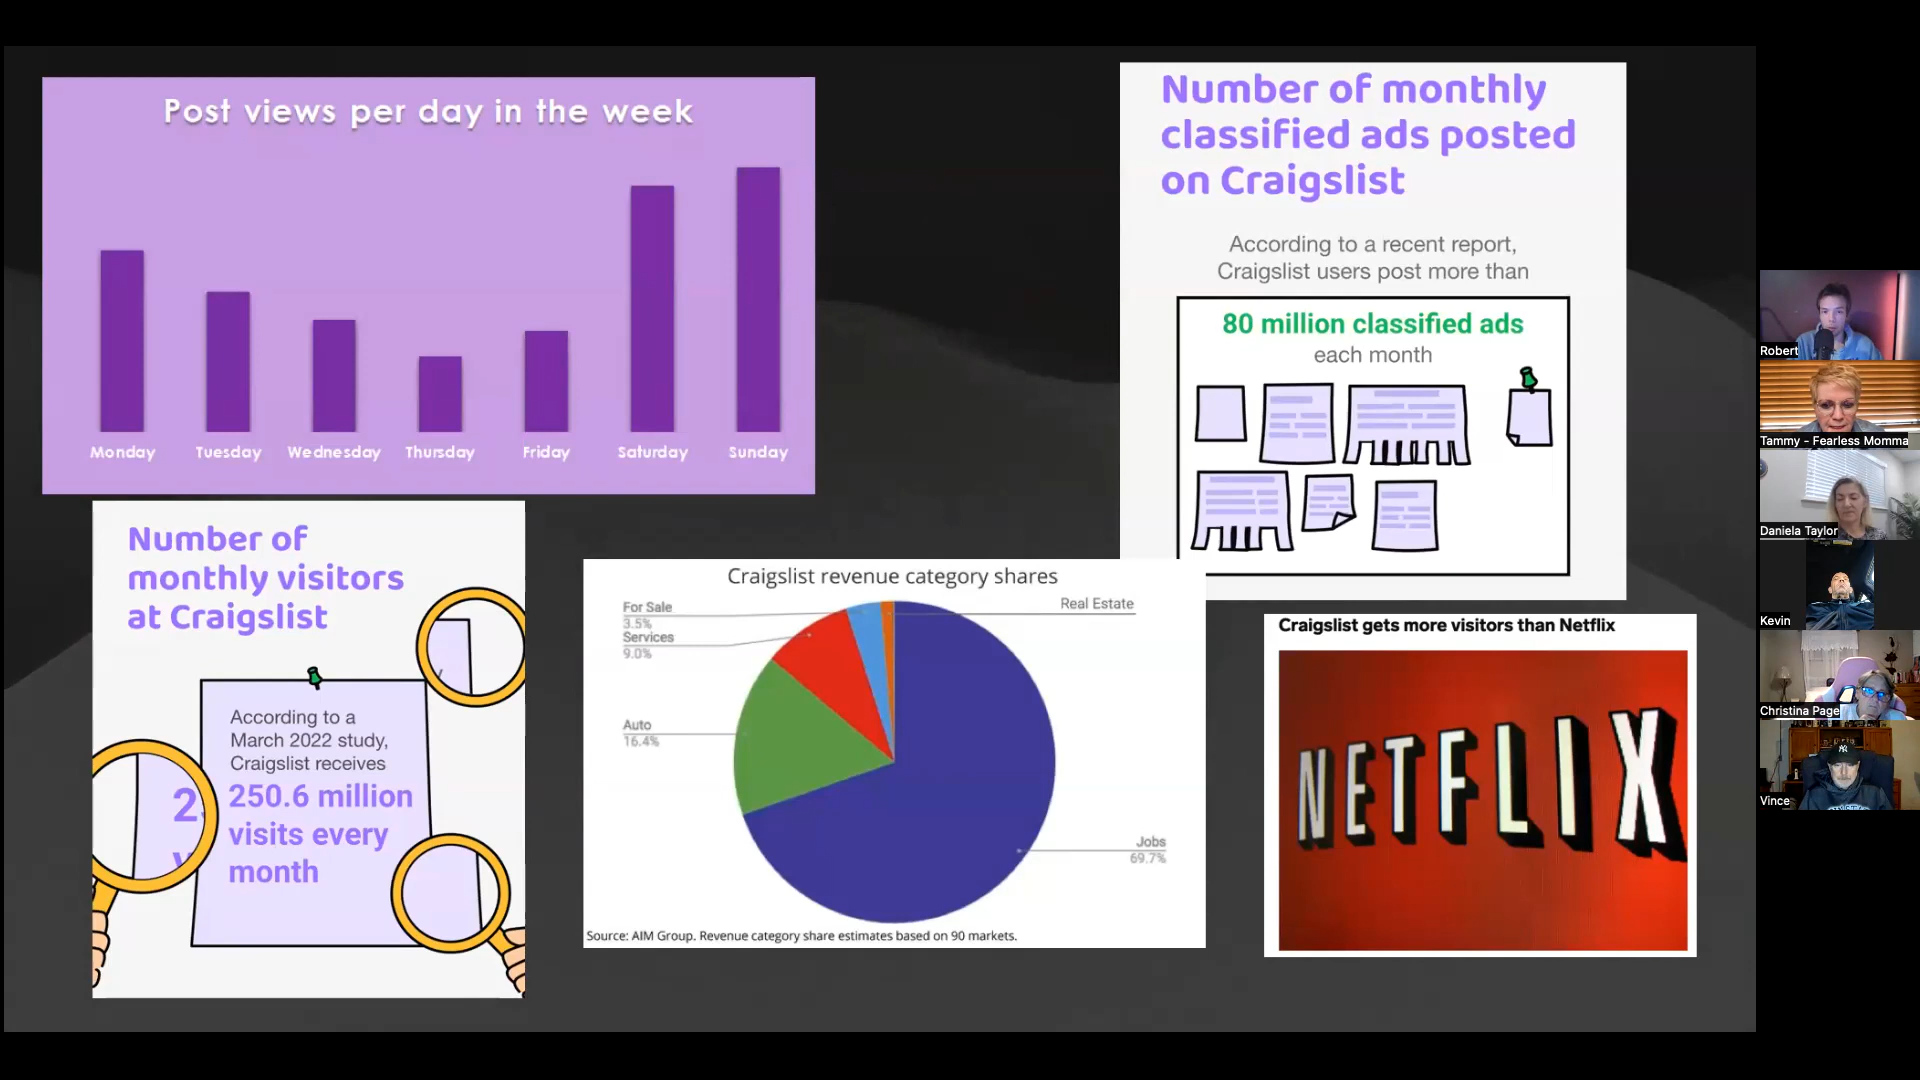 Post views per day in the week
Monday Tuesday Wednesday Thursday Friday Saturday Sunday
Number of monthly
classified ads posted
on Craigslist
According to a recent report,
Craigslist users post more than
80 million classified ads
each month
Number of
monthly visitors
at Craigslist
According to a
March 2022 study,
Craigslist receives
250.6 million
visits every
month
2
Craigslist revenue category shares
For Sale
3.5%
Services
9.0%
Auto
16.4%
Real Estate
Jobs
69.7%
Source: AIM Group. Revenue category share estimates based on 90 markets.
Craigslist gets more visitors than Netflix
NETFLIX
Robert
Tammy - Fearless Momma
Daniela Taylor
Kevin
Christina Page
Vince